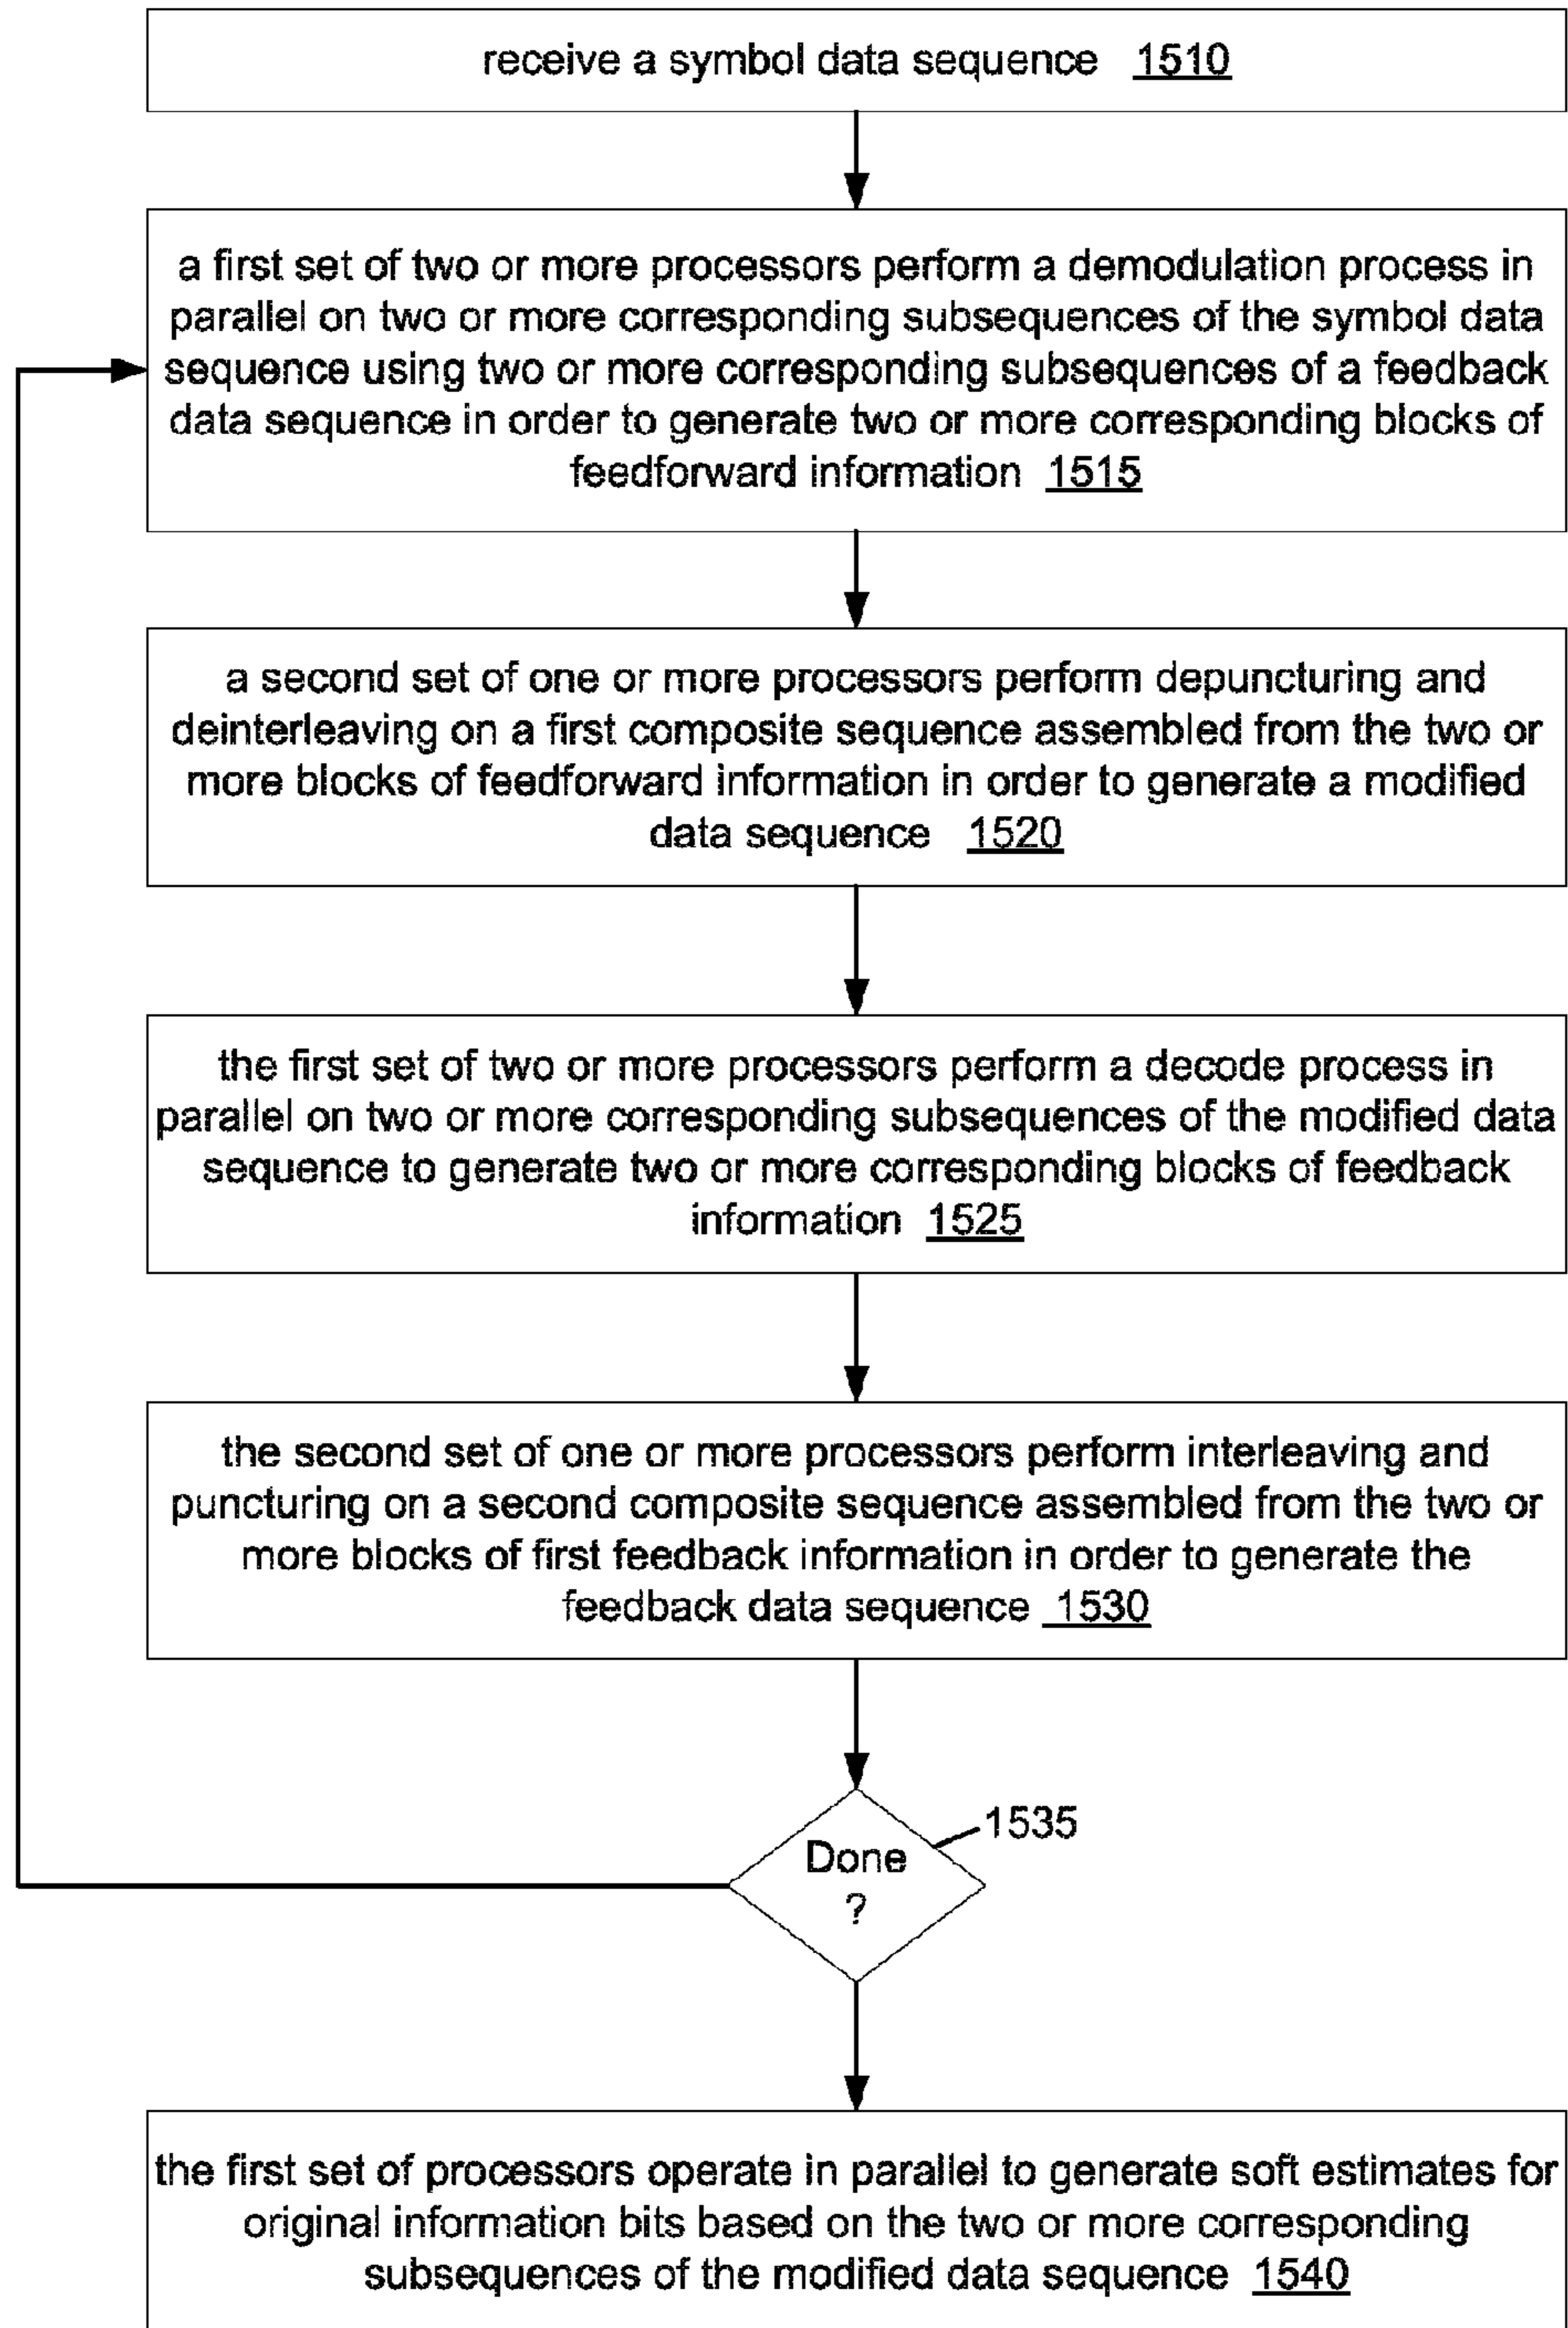 receive a symbol data sequence 1510
a first set of two or more processors perform a demodulation process in
parallel on two or more corresponding subsequences of the symbol data
sequence using two or more corresponding subsequences of a feedback
data sequence in order to generate two or more corresponding blocks of
feedforward information 1515
a second set of one or more processors perform depuncturing and
deinterleaving on a first composite sequence assembled from the two or
more blocks of feedforward information in order to generate a modified
data sequence 1520
the first set of two or more processors perform a decode process in
parallel on two or more corresponding subsequences of the modified data
sequence to generate two or more corresponding blocks of feedback
information 1525
the second set of one or more processors perform interleaving and
puncturing on a second composite sequence assembled from the two or
more blocks of first feedback information in order to generate the
feedback data sequence 1530
1535
Done
?
the first set of processors operate in parallel to generate soft estimates for
original information bits based on the two or more corresponding
subsequences of the modified data sequence 1540